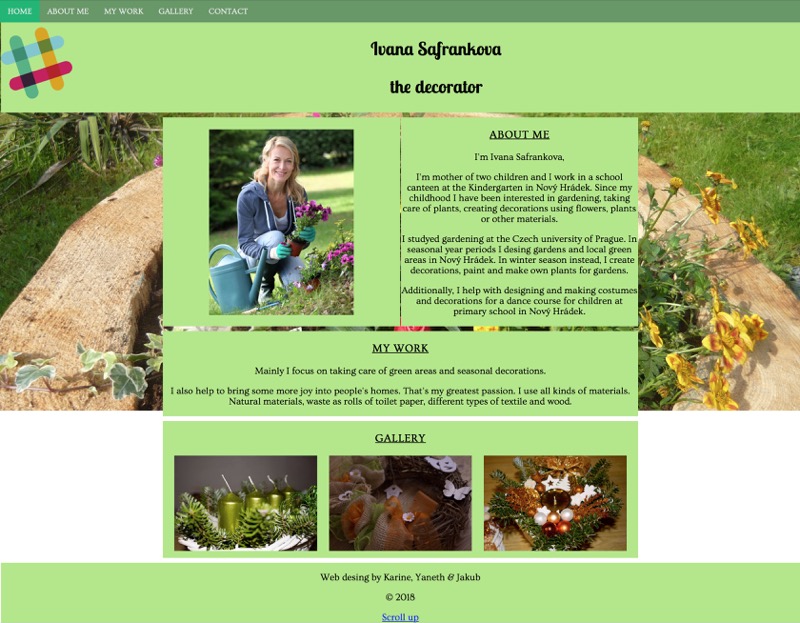 HOME ABOUT ME MY WORK GALLERY CONTACT
Ivana Safrankova
the decorator
ABOUT ME
I'm Ivana Safrankova,
I'm mother of two children and I work in a school
canteen at the Kindergarten in Nový Hrádek. Since my
childhood I have been interested in gardening, taking
care of plants, creating decorations using flowers, plants
or other materials.
I studied gardening at the Czech university of Prague. In
seasonal year periods I desing gardens and local green
areas in Nový Hrádek. In winter season instead, I create
decorations, paint and make own plants for gardens.
Additionally, I help with designing and making costumes
and decorations for a dance course for children at
primary school in Nový Hrádek.
MY WORK
Mainly I focus on taking care of green areas and seasonal decorations.
I also help to bring some more joy into people's homes. That's my greatest passion. I use all kinds of materials.
Natural materials, waste as rolls of toilet paper, different types of textile and wood.
GALLERY
Web desing by Karine, Yaneth & Jakub
© 2018
Scroll up